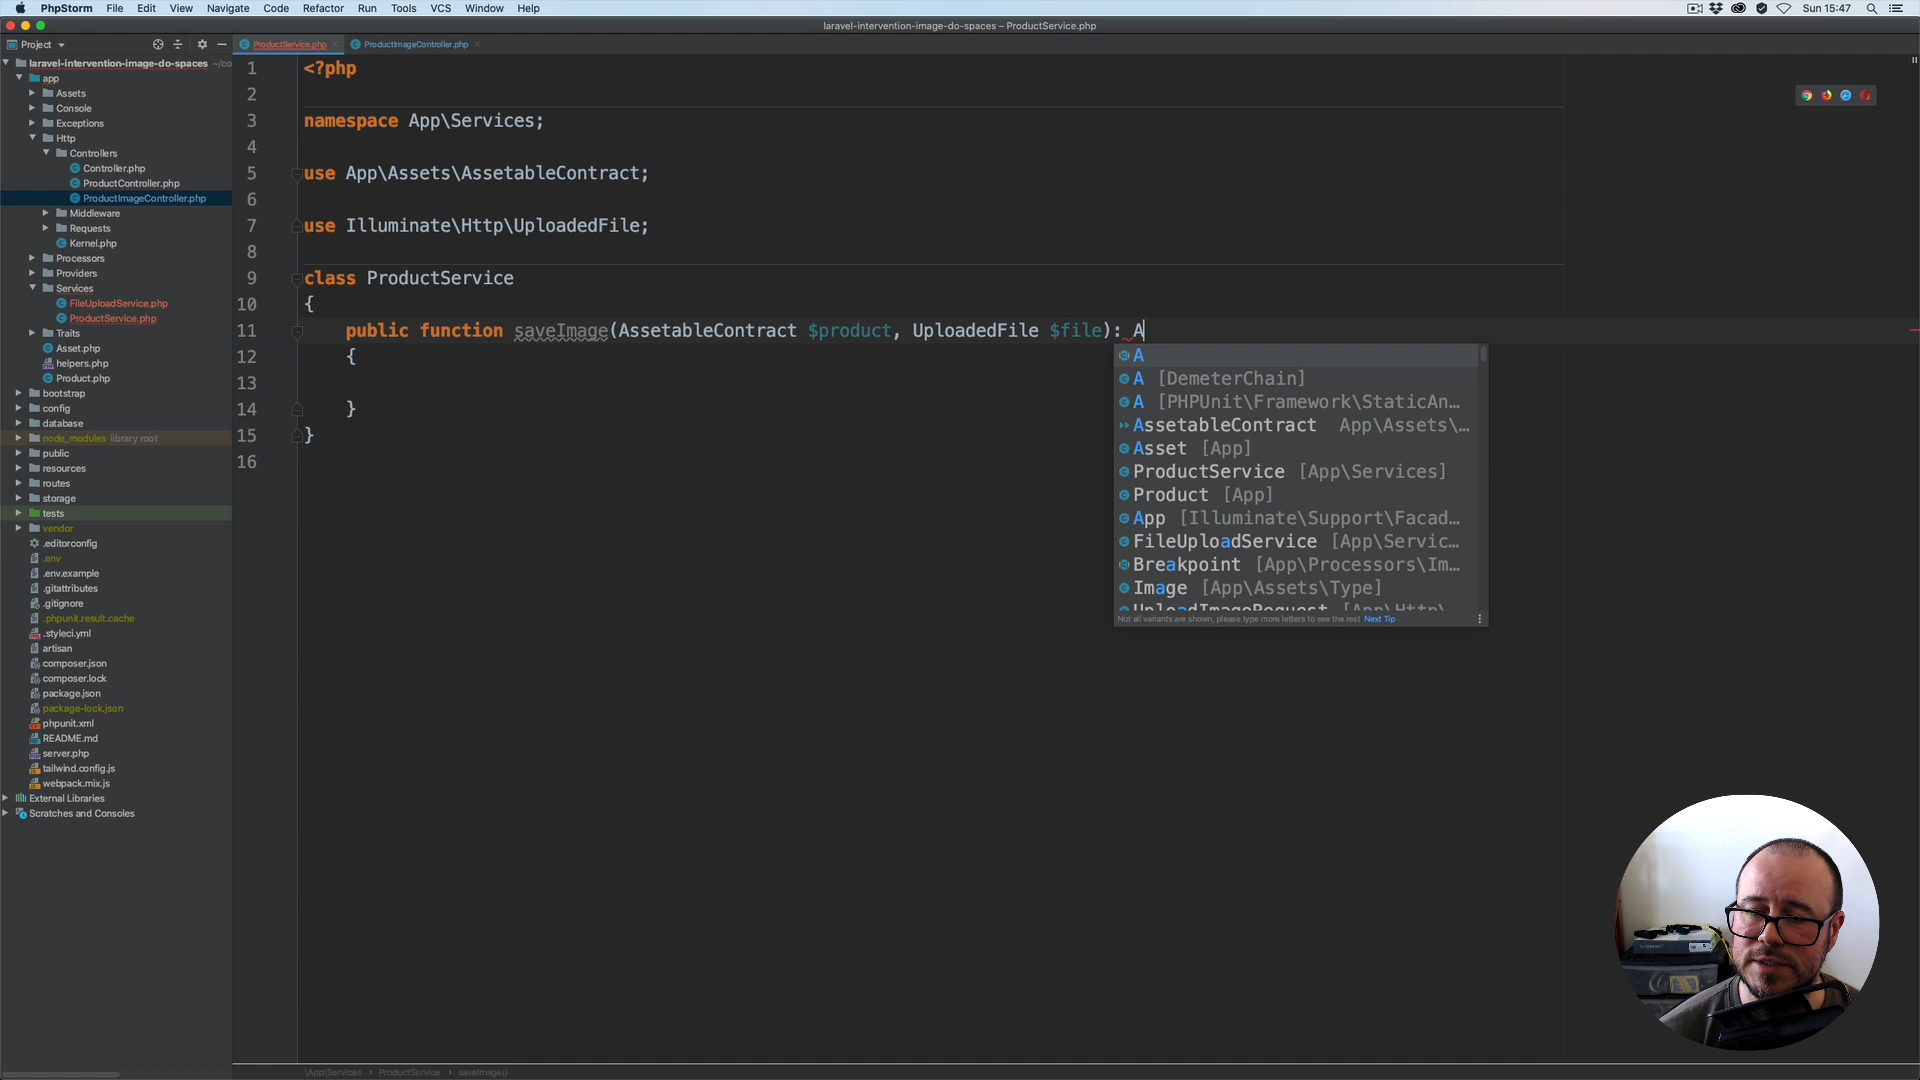 PhpStorm File Edit View Navigate Code Refactor Run Tools VCS Window Help Sun 15:47
laravel-intervention-image-do-spaces – ProductService.php
Project
ProductService.php ProductImageController.php
laravel-intervention-image-do-spaces ~/co
app
Assets
Console
Exceptions
Http
Controllers
Controller.php
ProductController.php
ProductImageController.php
Middleware
Requests
Kernel.php
Processors
Providers
Services
FileUploadService.php
ProductService.php
Traits
Asset.php
helpers.php
Product.php
bootstrap
config
database
node_modules library root
public
resources
routes
storage
tests
vendor
.editorconfig
.env
.env.example
.gitattributes
.gitignore
.phpunit.result.cache
.styleci.yml
artisan
composer.json
composer.lock
package.json
package-lock.json
phpunit.xml
README.md
server.php
tailwind.config.js
webpack.mix.js
External Libraries
Scratches and Consoles
1 <?php
2
3 namespace App\Services;
4
5 use App\Assets\AssetableContract;
6
7 use Illuminate\Http\UploadedFile;
8
9 class ProductService
10 {
11 public function saveImage(AssetableContract $product, UploadedFile $file): A
12 {
13
14 }
15 }
16
A
A [DemeterChain]
A [PHPUnit\Framework\StaticAn…
AssetableContract App\Assets\…
Asset [App]
ProductService [App\Services]
Product [App]
App [Illuminate\Support\Facad…
FileUploadService [App\Servic…
Breakpoint [App\Processors\Im…
Image [App\Assets\Type]
UploadImageRequest [App\Http\
Not all variants are shown, please type more letters to see the rest Next Tip
\App\Services › ProductService › saveImage()